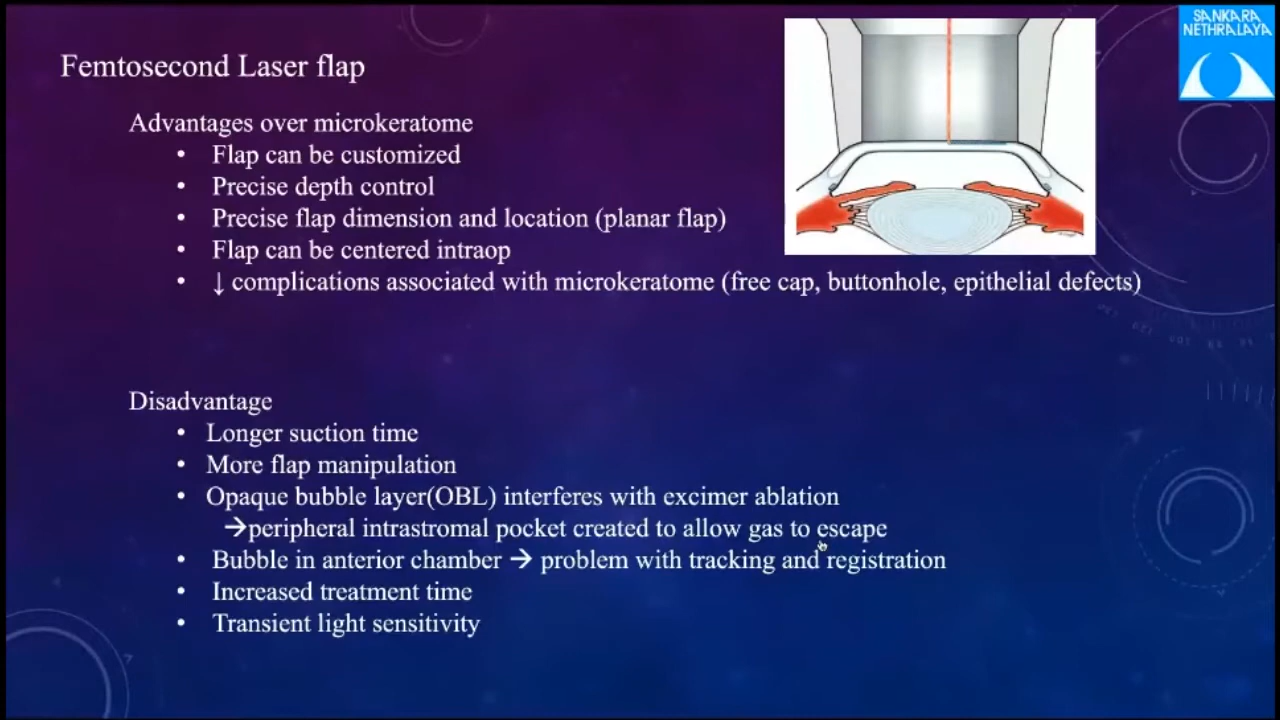 SANKARA
NETHRALAYA
Femtosecond Laser flap
Advantages over microkeratome
• Flap can be customized
• Precise depth control
• Precise flap dimension and location (planar flap)
• Flap can be centered intraop
• ↓ complications associated with microkeratome (free cap, buttonhole, epithelial defects)
Disadvantage
• Longer suction time
• More flap manipulation
• Opaque bubble layer(OBL) interferes with excimer ablation
→peripheral intrastromal pocket created to allow gas to escape
• Bubble in anterior chamber → problem with tracking and registration
• Increased treatment time
• Transient light sensitivity